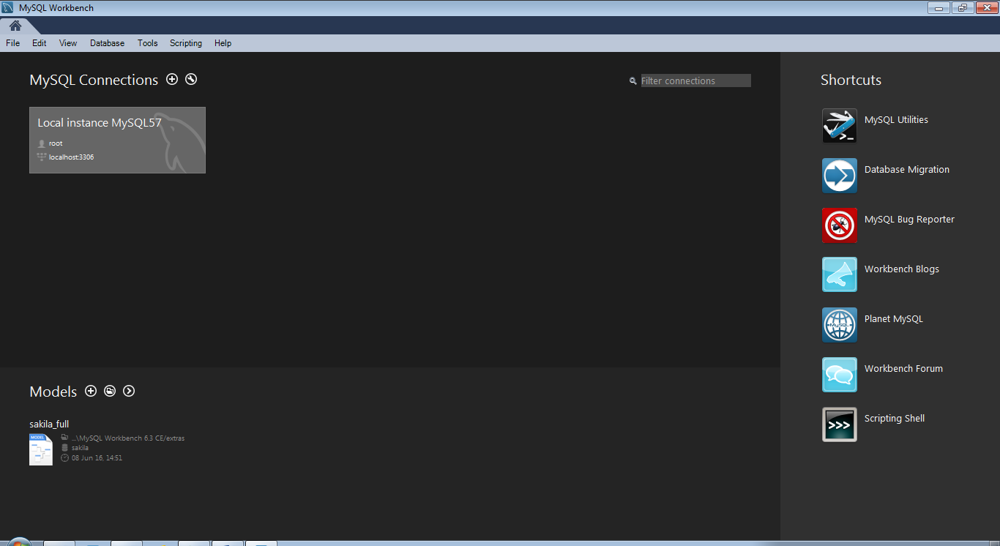 MySQL Workbench
File Edit View Database Tools Scripting Help
MySQL Connections
Filter connections
Local instance MySQL57
root
localhost:3306
Shortcuts
MySQL Utilities
Database Migration
MySQL Bug Reporter
Workbench Blogs
MySQL
Planet MySQL
Workbench Forum
>>>
Scripting Shell
Models
sakila_full
MODEL
...\MySQL Workbench 6.3 CE/extras
sakila
08 Jun 16, 14:51